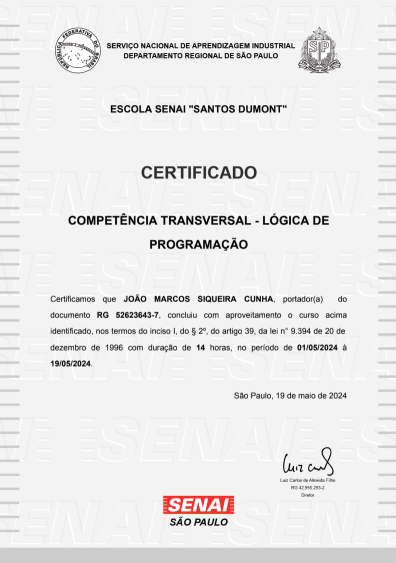 SERVIÇO NACIONAL DE APRENDIZAGEM INDUSTRIAL
DEPARTAMENTO REGIONAL DE SÃO PAULO
ESCOLA SENAI "SANTOS DUMONT"
CERTIFICADO
COMPETÊNCIA TRANSVERSAL - LÓGICA DE
PROGRAMAÇÃO
Certificamos que JOÃO MARCOS SIQUEIRA CUNHA, portador(a) do
documento RG 52623643-7, concluiu com aproveitamento o curso acima
identificado, nos termos do inciso I, do § 2º, do artigo 39, da lei n° 9.394 de 20 de
dezembro de 1996 com duração de 14 horas, no período de 01/05/2024 à
19/05/2024.
São Paulo, 19 de maio de 2024
Luiz Carlos de Almeida Filho
RG 42.955.293-2
Diretor
SENAI
SÃO PAULO